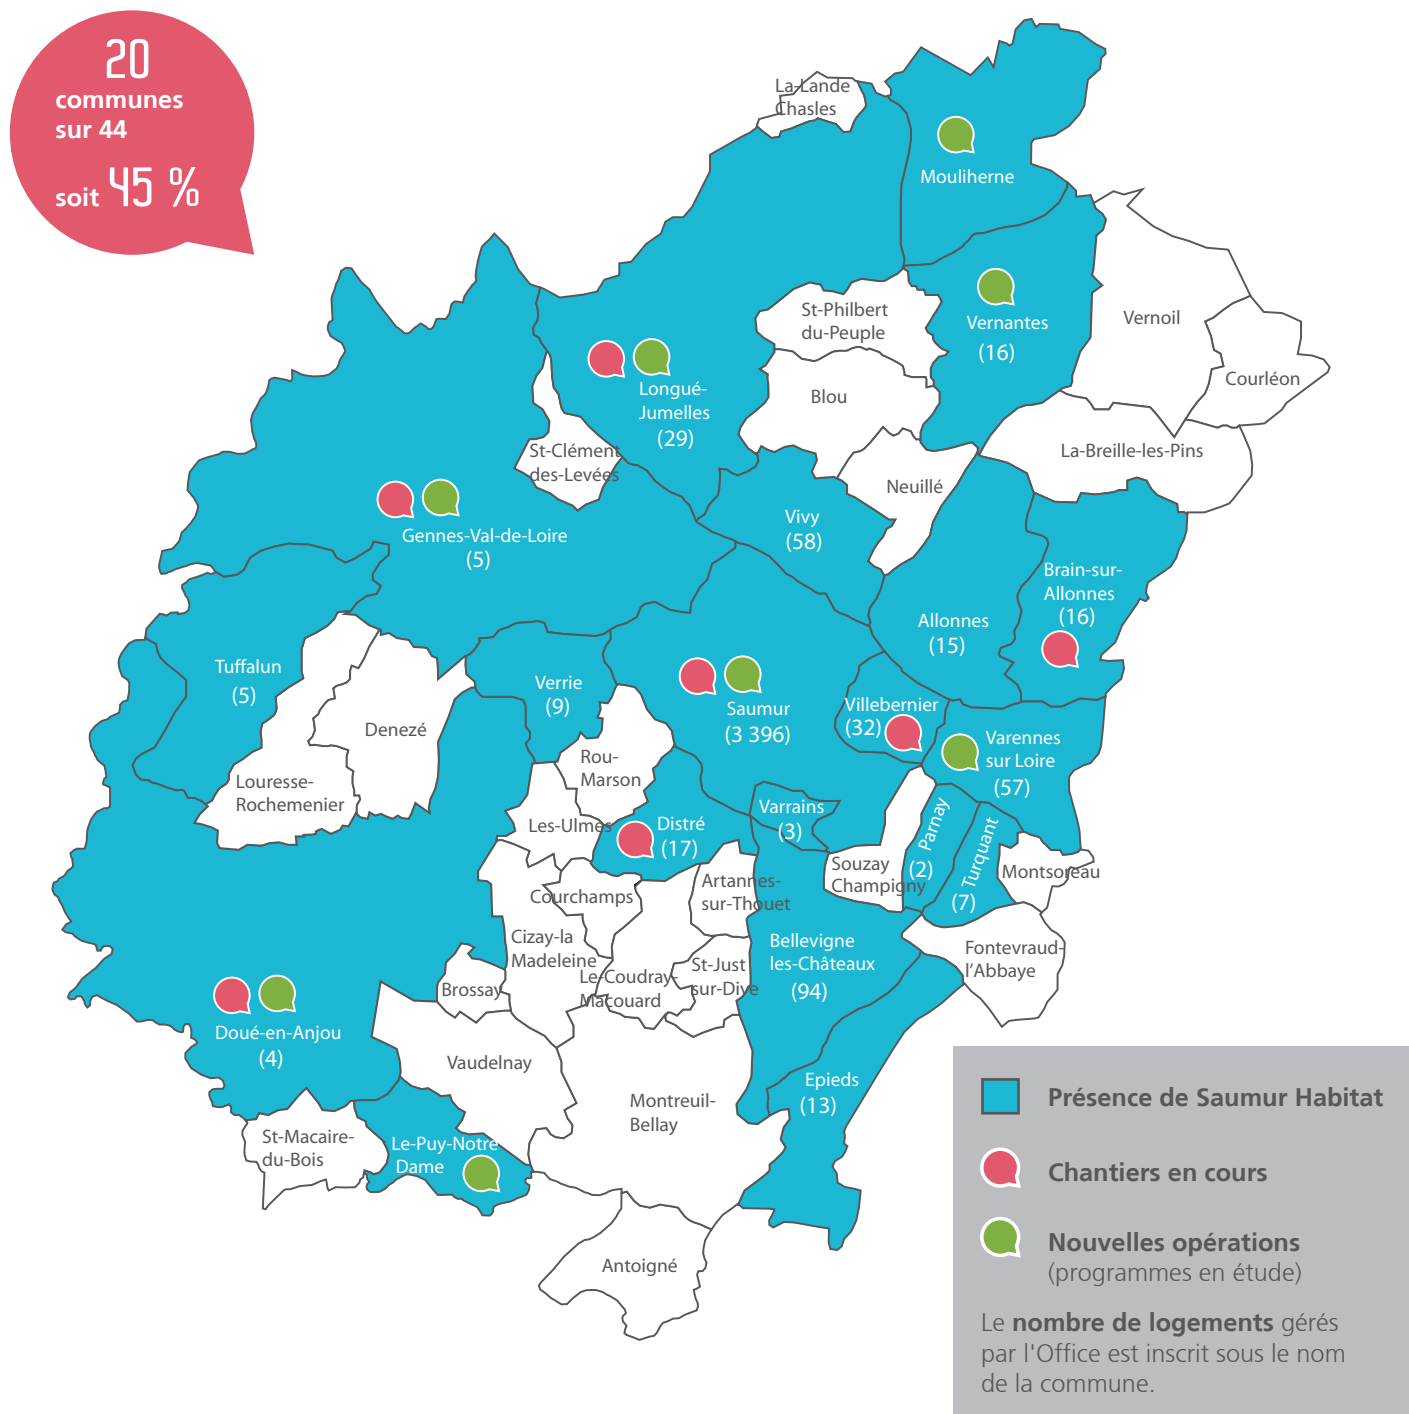 20
communes
sur 44
soit 45 %
La-Lande
Chasles
Mouliherne
St-Philbert
du-Peuple
Vernantes
(16)
Vernoil
Courléon
Longué-
Jumelles
(29)
Blou
La-Breille-les-Pins
St-Clément
des-Levées
Neuillé
Gennes-Val-de-Loire
(5)
Vivy
(58)
Brain-sur-
Allonnes
(16)
Allonnes
(15)
Tuffalun
(5)
Verrie
(9)
Saumur
(3 396)
Villebernier
(32)
Denezé
Varennes
sur Loire
(57)
Rou-
Marson
Louresse-
Rochemenier
Les-Ulmes
Distré
(17)
Varrains
(3)
Parnay
(2)
Turquant
(7)
Souzay
Champigny
Montsoreau
Artannes-
sur-Thouet
Courchamps
Cizay-la
Madeleine
Bellevigne
les-Châteaux
(94)
Fontevraud-
l'Abbaye
Le-Coudray-
Macouard
St-Just
sur-Dive
Brossay
Doué-en-Anjou
(4)
Vaudelnay
Epieds
(13)
Montreuil-
Bellay
St-Macaire-
du-Bois
Le-Puy-Notre
Dame
Antoigné
Présence de Saumur Habitat
Chantiers en cours
Nouvelles opérations
(programmes en étude)
Le nombre de logements gérés
par l'Office est inscrit sous le nom
de la commune.